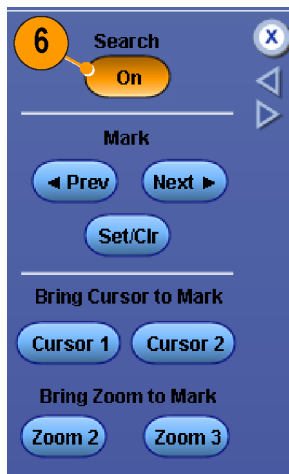 6
Search
X
On
Mark
◄ Prev Next ►
Set/Clr
Bring Cursor to Mark
Cursor 1 Cursor 2
Bring Zoom to Mark
Zoom 2 Zoom 3